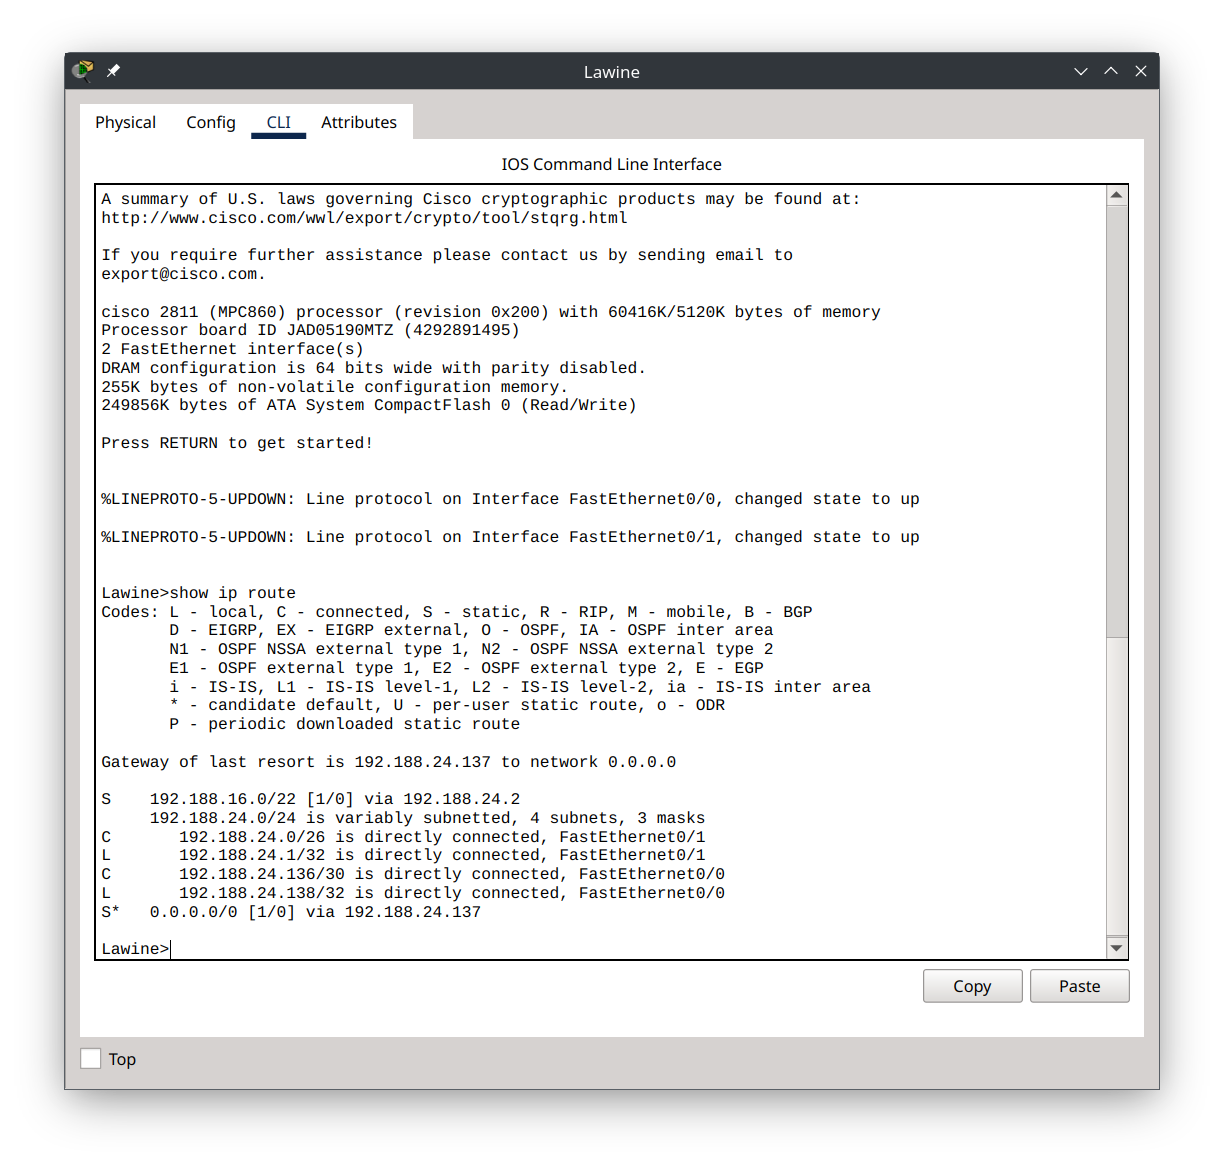 Lawine
Physical Config CLI Attributes
IOS Command Line Interface
A summary of U.S. laws governing Cisco cryptographic products may be found at:
http://www.cisco.com/wwl/export/crypto/tool/stqrg.html
If you require further assistance please contact us by sending email to
export@cisco.com.
cisco 2811 (MPC860) processor (revision 0x200) with 60416K/5120K bytes of memory
Processor board ID JAD05190MTZ (4292891495)
2 FastEthernet interface(s)
DRAM configuration is 64 bits wide with parity disabled.
255K bytes of non-volatile configuration memory.
249856K bytes of ATA System CompactFlash 0 (Read/Write)
Press RETURN to get started!
%LINEPROTO-5-UPDOWN: Line protocol on Interface FastEthernet0/0, changed state to up
%LINEPROTO-5-UPDOWN: Line protocol on Interface FastEthernet0/1, changed state to up
Lawine>show ip route
Codes: L - local, C - connected, S - static, R - RIP, M - mobile, B - BGP
D - EIGRP, EX - EIGRP external, O - OSPF, IA - OSPF inter area
N1 - OSPF NSSA external type 1, N2 - OSPF NSSA external type 2
E1 - OSPF external type 1, E2 - OSPF external type 2, E - EGP
i - IS-IS, L1 - IS-IS level-1, L2 - IS-IS level-2, ia - IS-IS inter area
* - candidate default, U - per-user static route, o - ODR
P - periodic downloaded static route
Gateway of last resort is 192.188.24.137 to network 0.0.0.0
S    192.188.16.0/22 [1/0] via 192.188.24.2
192.188.24.0/24 is variably subnetted, 4 subnets, 3 masks
C       192.188.24.0/26 is directly connected, FastEthernet0/1
L       192.188.24.1/32 is directly connected, FastEthernet0/1
C       192.188.24.136/30 is directly connected, FastEthernet0/0
L       192.188.24.138/32 is directly connected, FastEthernet0/0
S*   0.0.0.0/0 [1/0] via 192.188.24.137
Lawine>
Copy Paste
Top